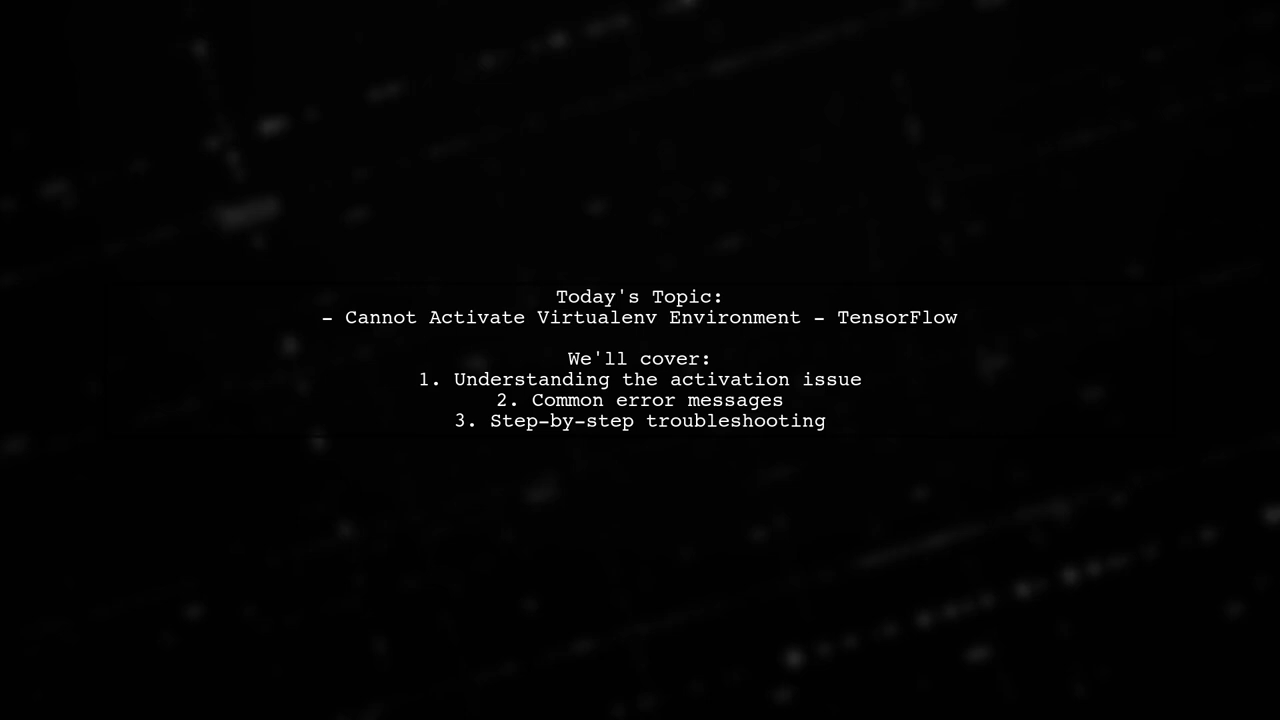 Today's Topic:
- Cannot Activate Virtualenv Environment - TensorFlow
We'll cover:
1. Understanding the activation issue
2. Common error messages
3. Step-by-step troubleshooting